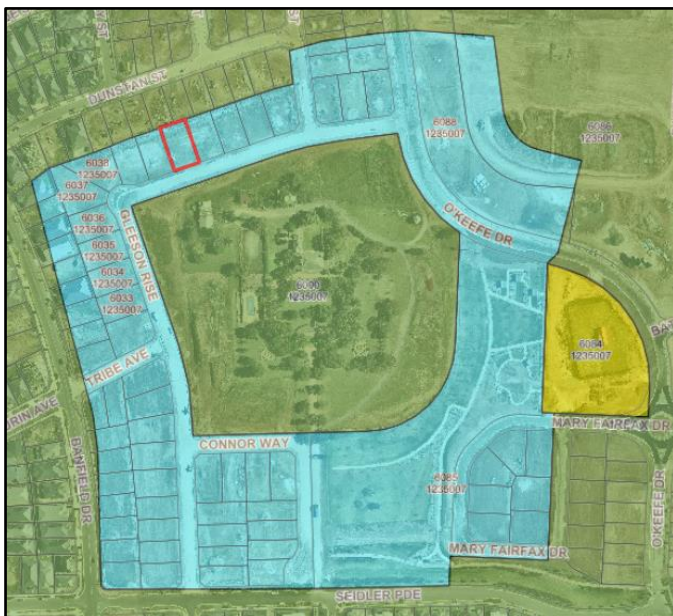 DUNSTAN ST
6088
1235007
6086
1235007
6038
1235007
6037
1235007
O'KEEFE DR
6036
1235007
GLEESON RISE
6035
1235007
6034
1235007
6033
1235007
6000
1235007
6084
1235007
TRIBE AVE
MARY FAIRFAX DR
CONNOR WAY
BANFIELD DR
6085
1235007
O'KEEFE DR
MARY FAIRFAX DR
SEIDLER PDE